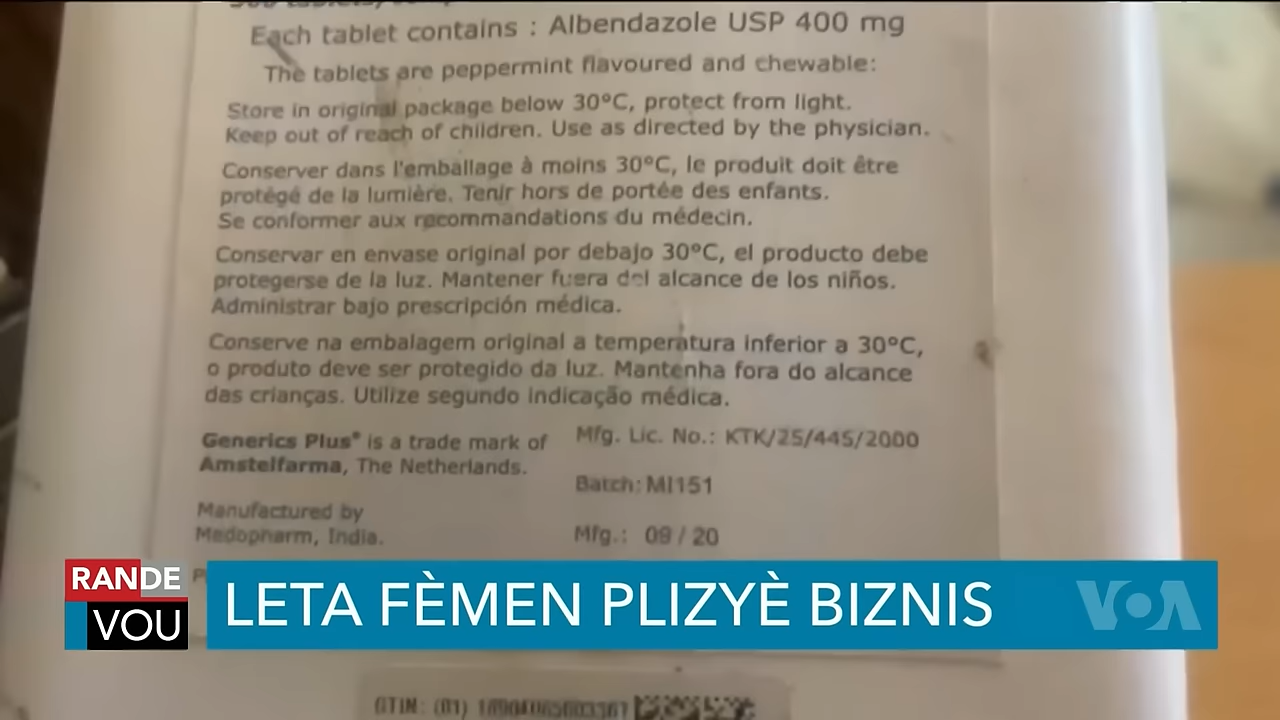 Each tablet contains : Albendazole USP 400 mg
The tablets are peppermint flavoured and chewable:
Store in original package below 30°C, protect from light.
Keep out of reach of children. Use as directed by the physician.
Conserver dans l'emballage à moins 30°C, le produit doit être
protégé de la lumière. Tenir hors de portée des enfants.
Se conformer aux recommandations du médecin.
Conservar en envase original por debajo 30°C, el producto debe
protegerse de la luz. Mantener fuera del alcance de los niños.
Administrar bajo prescripción médica.
Conserve na embalagem original a temperatura inferior a 30°C,
o produto deve ser protegido da luz. Mantenha fora do alcance
das crianças. Utilize segundo indicação médica.
Generics Plus® is a trade mark of
Amstelfarma, The Netherlands.
Mfg. Lic. No.: KTK/25/445/2000
Batch: MI151
Manufactured by
Medopharm, India.
Mfg.: 09 / 20
RANDE
VOU
LETA FÈMEN PLIZYÈ BIZNIS
VOA
GTIN: (01)